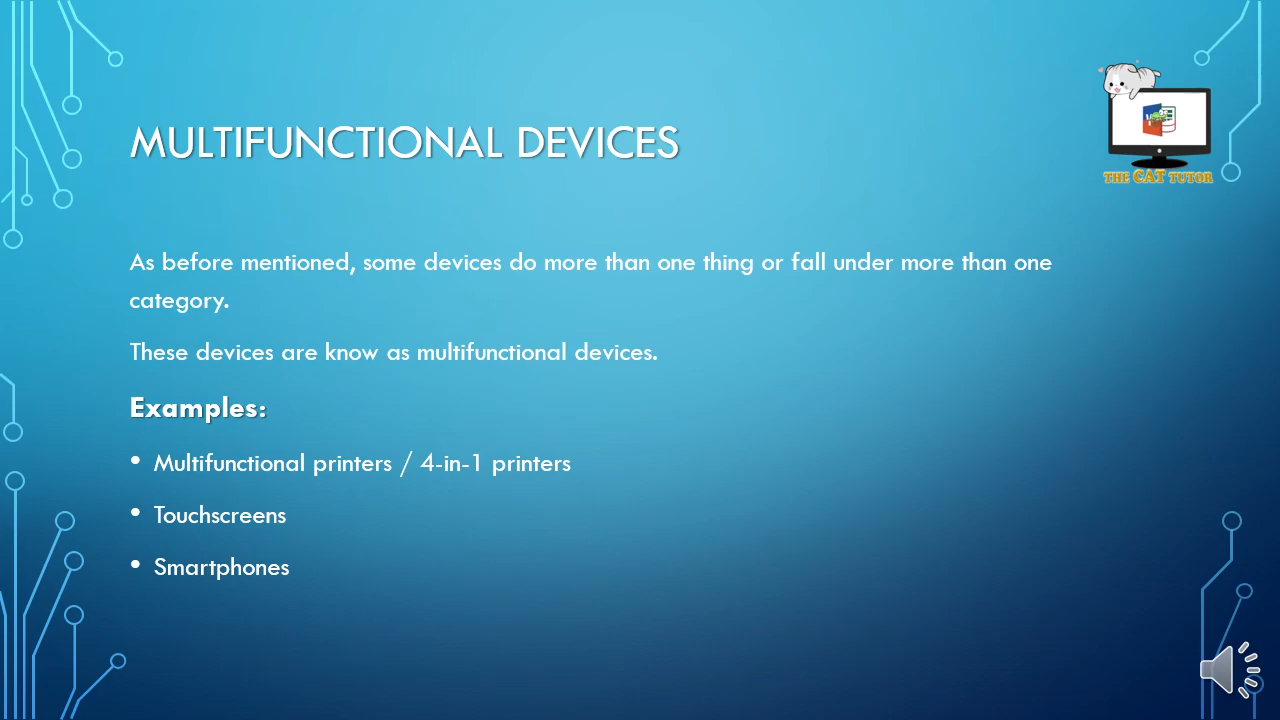 MULTIFUNCTIONAL DEVICES
THE CAT TUTOR
As before mentioned, some devices do more than one thing or fall under more than one
category.
These devices are know as multifunctional devices.
Examples:
• Multifunctional printers / 4-in-1 printers
• Touchscreens
• Smartphones